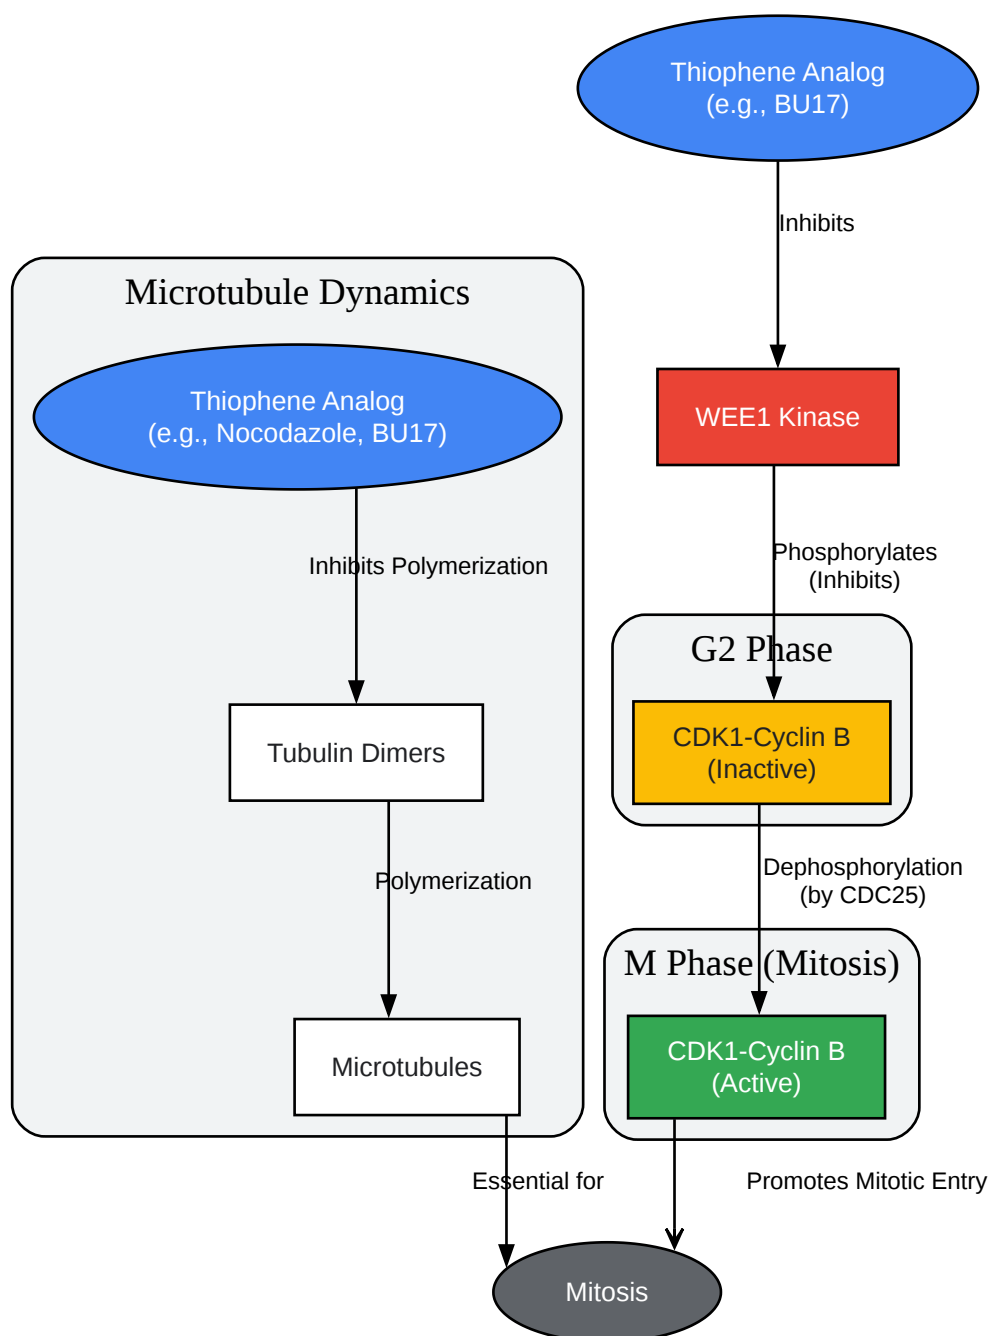 Thiophene Analog
(e.g., BU17)
Inhibits
Microtubule Dynamics
Thiophene Analog
(e.g., Nocodazole, BU17)
WEE1 Kinase
Inhibits Polymerization
Phosphorylates
(Inhibits)
G2 Phase
Tubulin Dimers
CDK1-Cyclin B
(Inactive)
Polymerization
Dephosphorylation
(by CDC25)
M Phase (Mitosis)
Microtubules
CDK1-Cyclin B
(Active)
Essential for
Promotes Mitotic Entry
Mitosis